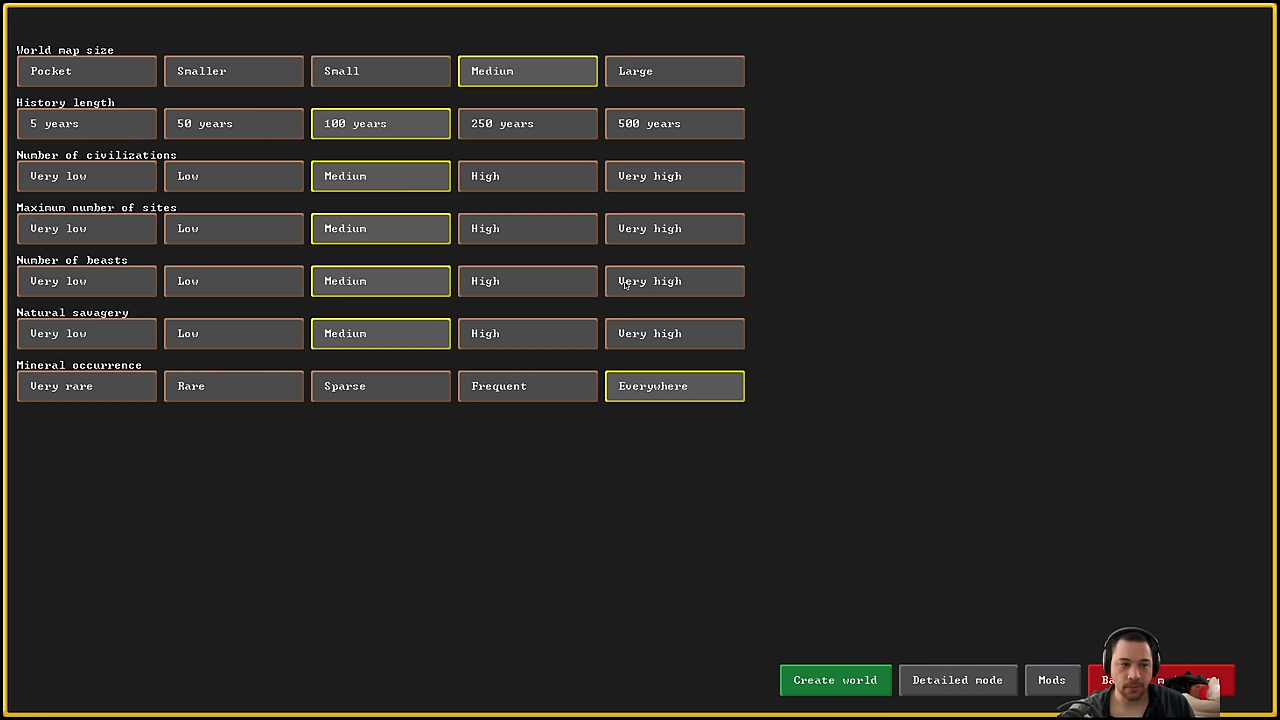 World map size
Pocket Smaller Small Medium Large
History length
5 years 50 years 100 years 250 years 500 years
Number of civilizations
Very low Low Medium High Very high
Maximum number of sites
Very low Low Medium High Very high
Number of beasts
Very low Low Medium High Very high
Natural savagery
Very low Low Medium High Very high
Mineral occurrence
Very rare Rare Sparse Frequent Everywhere
Create world Detailed mode Mods